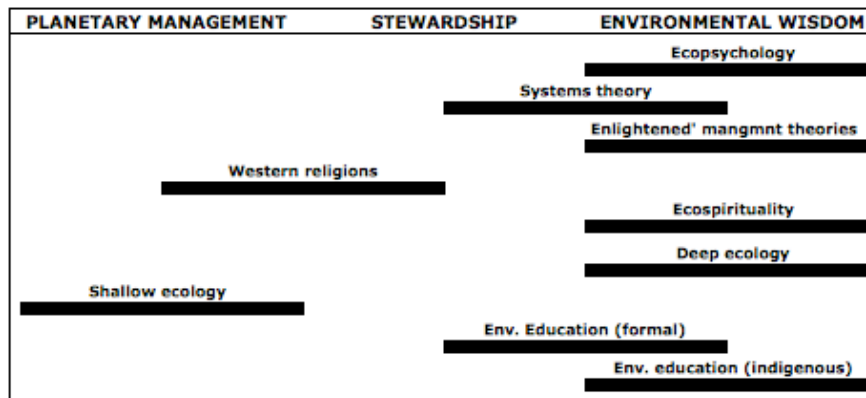 PLANETARY MANAGEMENT STEWARDSHIP ENVIRONMENTAL WISDOM
Ecopsychology
Systems theory
Enlightened' mangmnt theories
Western religions
Ecospirituality
Deep ecology
Shallow ecology
Env. Education (formal)
Env. education (indigenous)